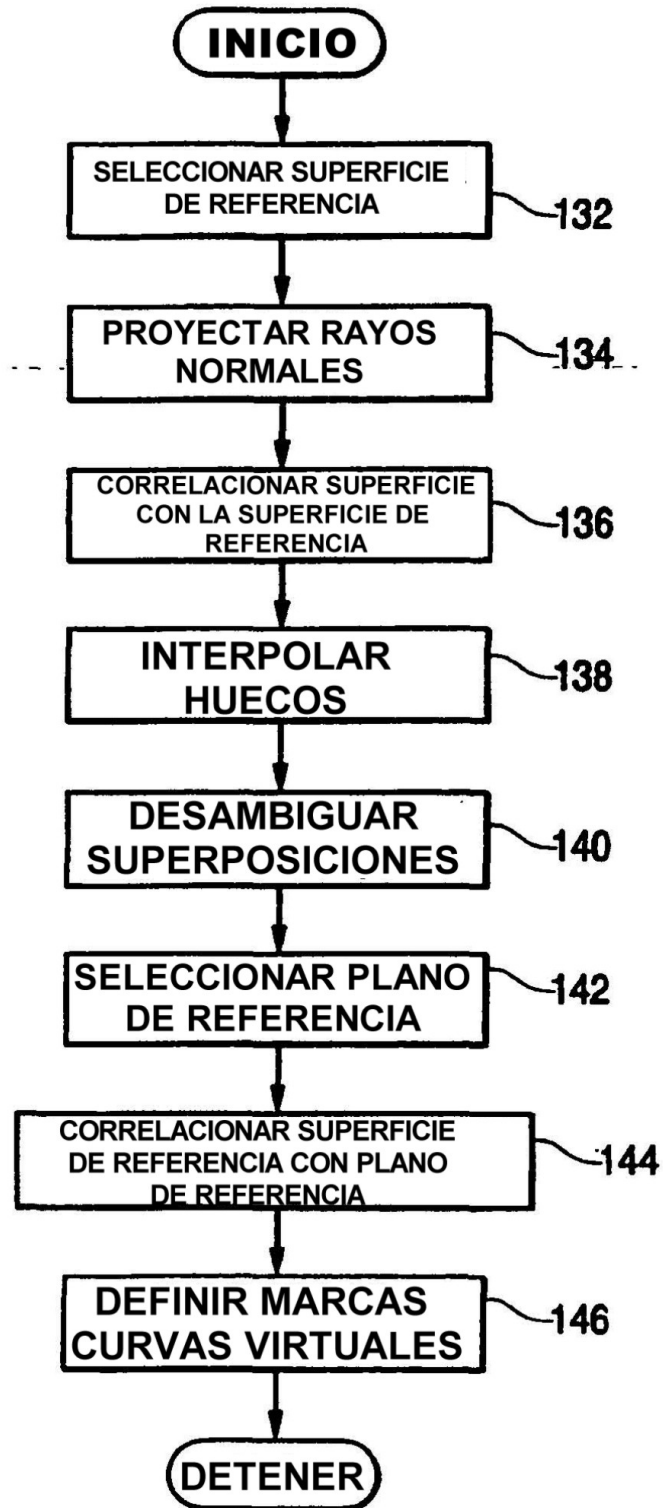 INICIO
SELECCIONAR SUPERFICIE
DE REFERENCIA
132
PROYECTAR RAYOS
NORMALES
134
CORRELACIONAR SUPERFICIE
CON LA SUPERFICIE DE
REFERENCIA
136
INTERPOLAR
HUECOS
138
DESAMBIGUAR
SUPERPOSICIONES
140
SELECCIONAR PLANO
DE REFERENCIA
142
CORRELACIONAR SUPERFICIE
DE REFERENCIA CON PLANO
DE REFERENCIA
144
DEFINIR MARCAS
CURVAS VIRTUALES
146
DETENER